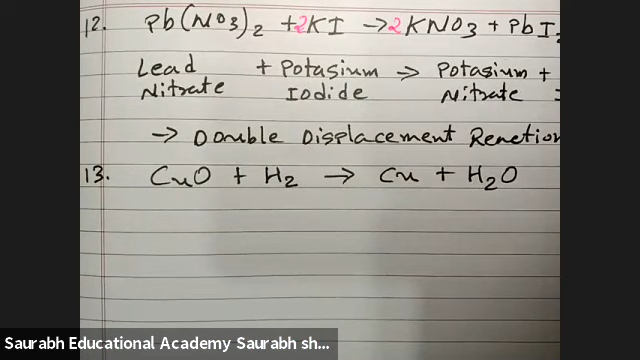 12. Pb(NO3)2 + 2KI → 2KNO3 + PbI2
Lead + Potasium → Potasium +
Nitrate Iodide Nitrate
→ Double Displacement Reaction
13. CuO + H2 → Cu + H2O
Saurabh Educational Academy Saurabh sh...